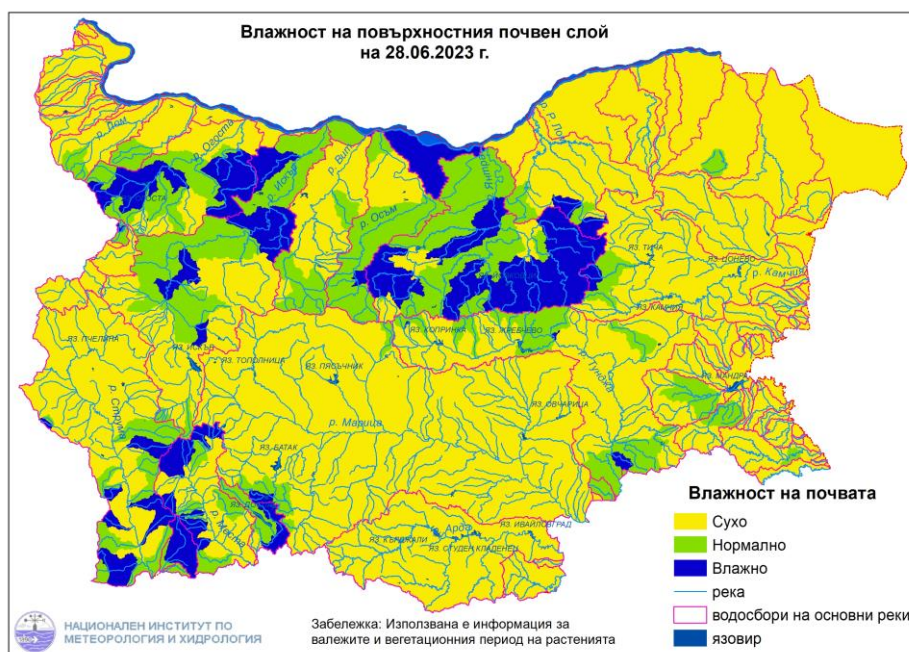 Влажност на повърхностния почвен слой
на 28.06.2023 г.
р. Лом
р. Огоста
р. Искър
р. Вит
р. Осъм
р. Р. Лом
ОСТА
ЯЗ. ТИЧА
ЯЗ. ЦОНЕВО
р. Камчия
ЯЗ. КАМЧИЯ
ЯЗ. КОПРИНКА
ЯЗ. ЖРЕБЧЕВО
ЯЗ. ПЧЕЛИНА
ЯЗ. ИСКЪР
ЯЗ. ТОПОЛНИЦА
ЯЗ. ПЯСЪЧНИК
р. Тунджа
ЯЗ. МАНДРА
р. Струма
р. Марица
ЯЗ. ОВЧАРИЦА
ЯЗ. БАТАК
р. Места
р. Арда
ЯЗ. ИВАЙЛОВГРАД
ЯЗ. КЪРДЖАЛИ
ЯЗ. СТУДЕН КЛАДЕНЕЦ
Влажност на почвата
Сухо
Нормално
Влажно
река
водосбори на основни реки
язовир
НАЦИОНАЛЕН ИНСТИТУТ ПО
МЕТЕОРОЛОГИЯ И ХИДРОЛОГИЯ
Забележка: Използвана е информация за
валежите и вегетационния период на растенията